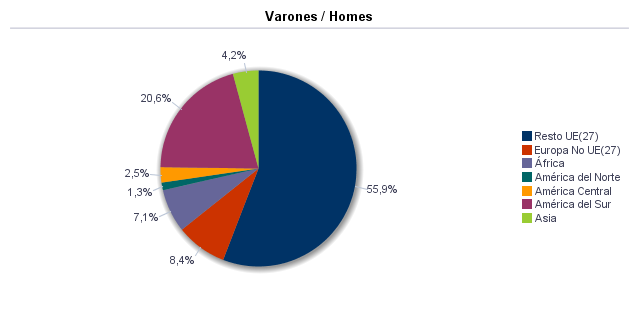 Varones / Homes
4,2%
20,6%
2,5%
1,3%
7,1%
8,4%
55,9%
Resto UE(27)
Europa No UE(27)
África
América del Norte
América Central
América del Sur
Asia